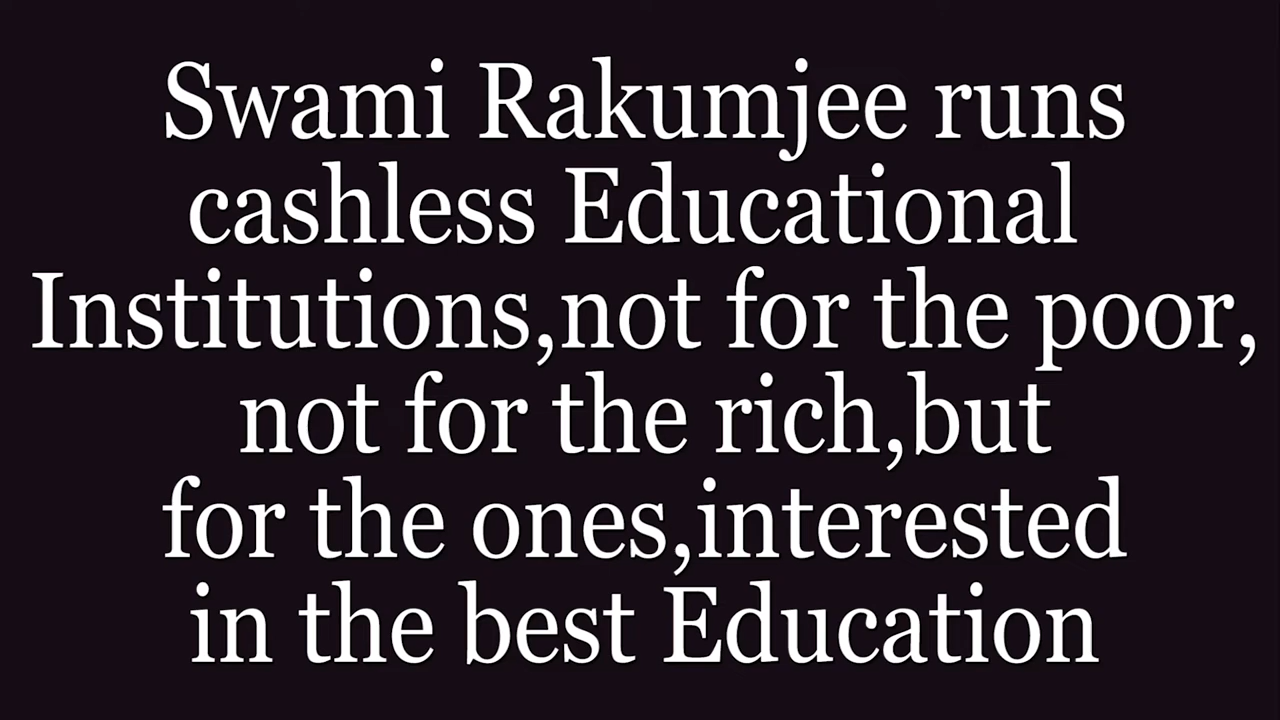 Swami Rakumjee runs
cashless Educational
Institutions,not for the poor,
not for the rich,but
for the ones,interested
in the best Education